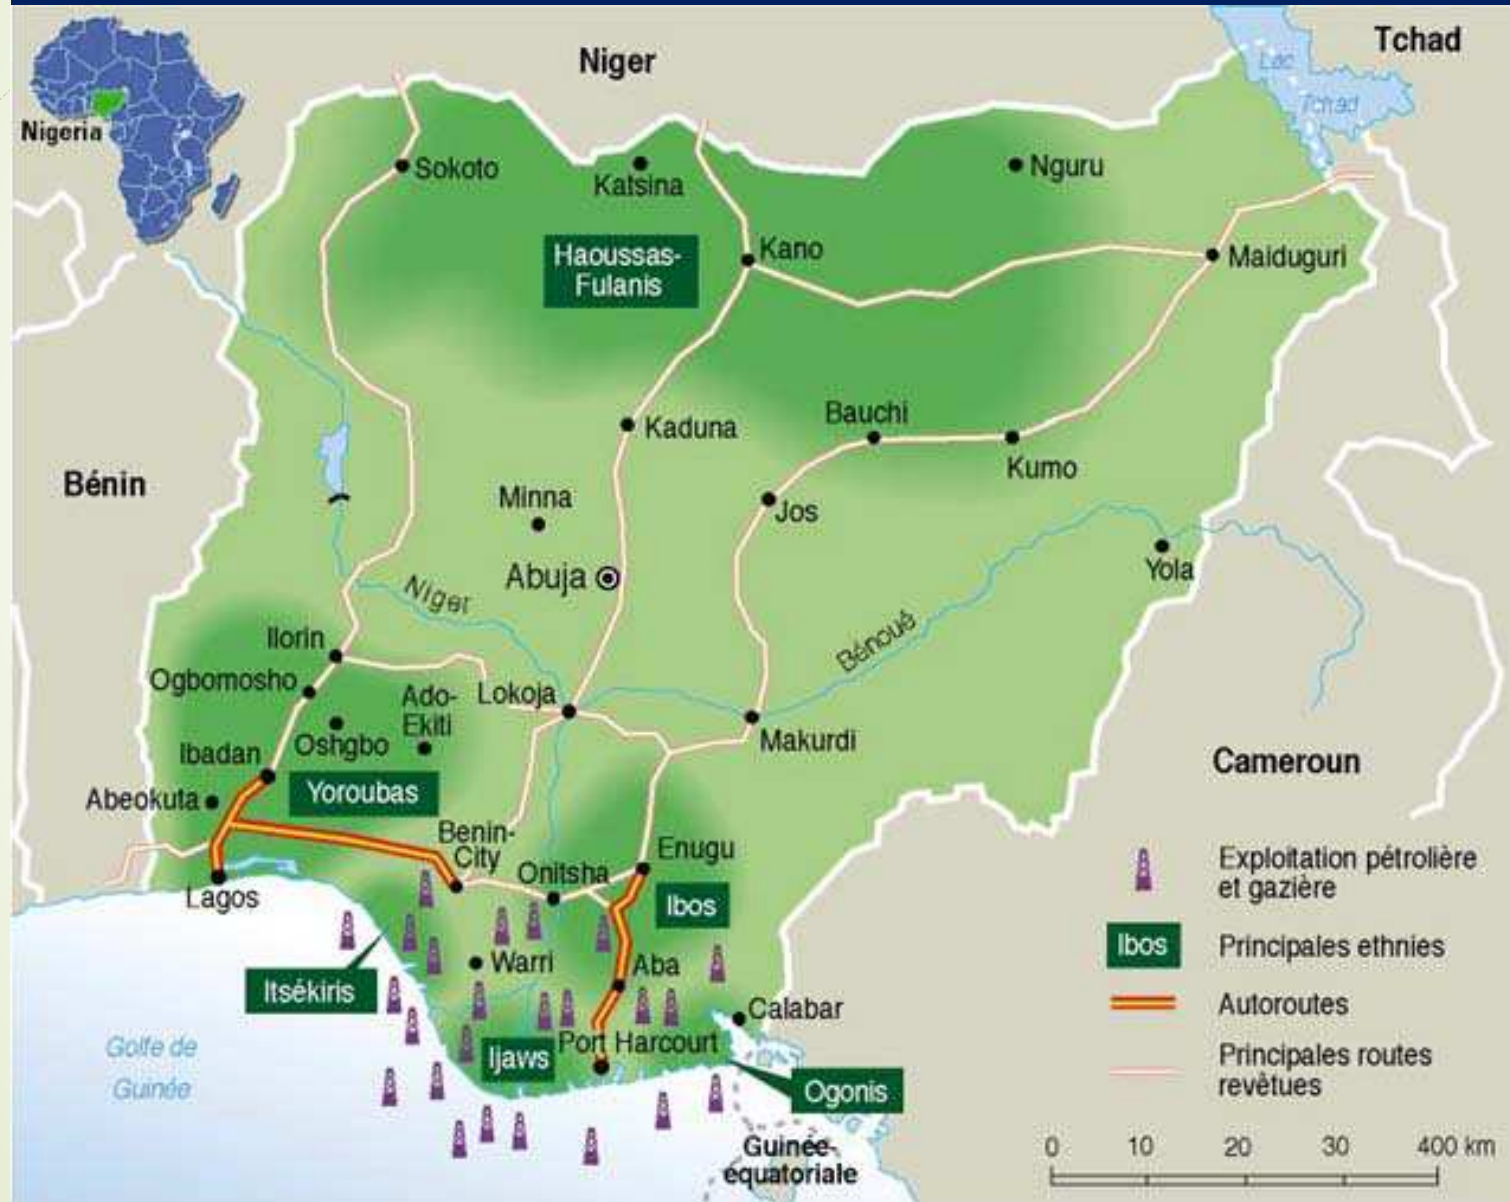 Niger
Tchad
Lac
Tchad
Nigeria
Sokoto
Katsina
Nguru
Haoussas-
Fulanis
Kano
Maiduguri
Bénin
Kaduna
Bauchi
Kumo
Minna
Jos
Abuja
Yola
Niger
Bénoué
Ilorin
Ogbomosho
Ado-
Ekiti
Lokoja
Oshgbo
Makurdi
Ibadan
Cameroun
Abeokuta
Yoroubas
Benin-
City
Enugu
Onitsha
Lagos
Ibos
Warri
Aba
Itsékiris
Calabar
Golfe de
Guinée
Port Harcourt
Ijaws
Ogonis
Guinée-
équatoriale
Exploitation pétrolière
et gazière
Ibos
Principales ethnies
Autoroutes
Principales routes
revêtues
0 10 20 30 400 km